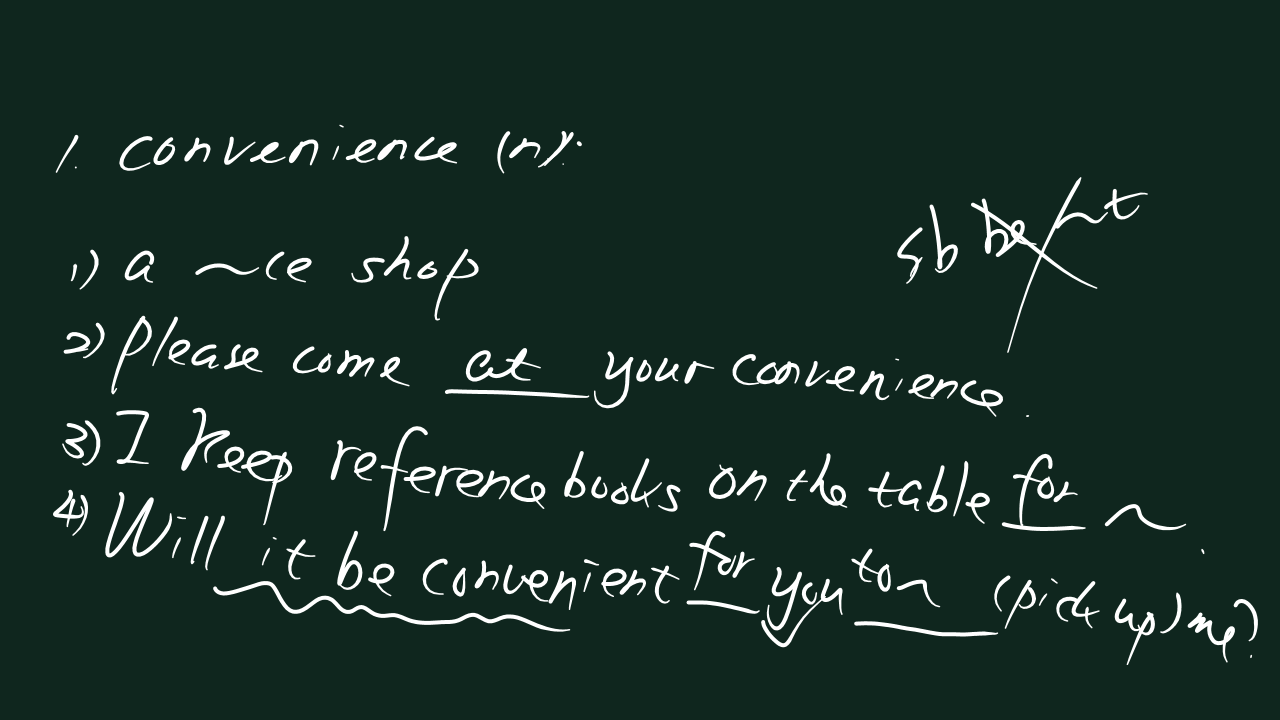 1. convenience (n).
sb be ~t
1) a ~ce shop
2) Please come at your convenience.
3) I keep reference books on the table for ~.
4) Will it be convenient for you to ~ (pick up) me?